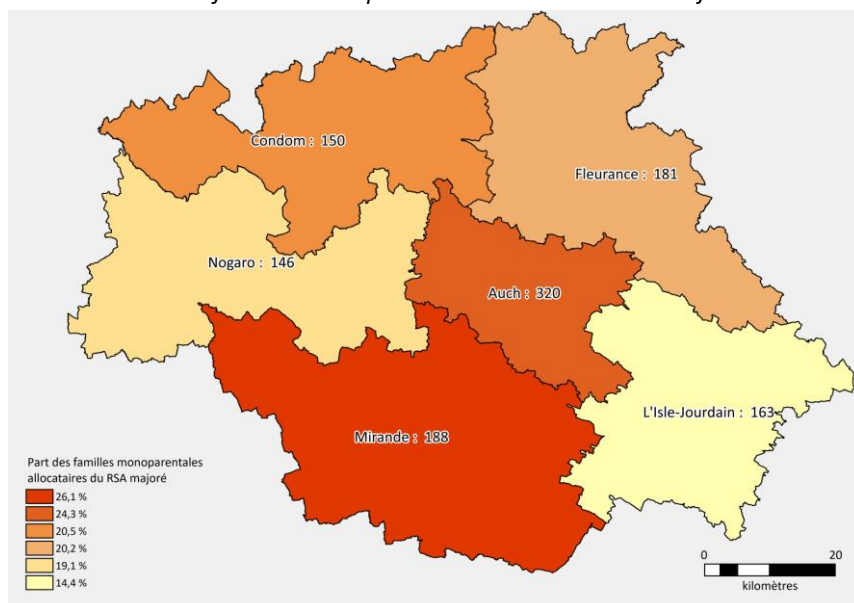 Condom : 150
Fleurance : 181
Nogaro : 146
Auch : 320
L'Isle-Jourdain : 163
Mirande : 188
Part des familles monoparentales
allocataires du RSA majoré
26,1 %
24,3 %
20,5 %
20,2 %
19,1 %
14,4 %
0 20
kilomètres